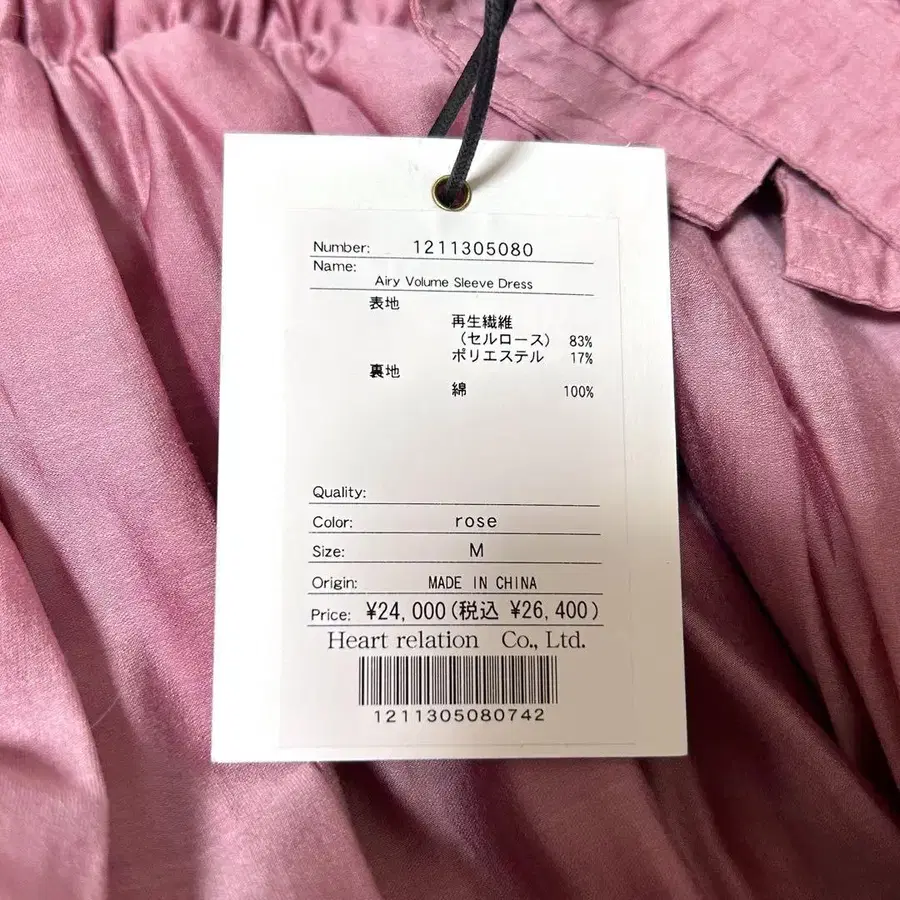 Number: 1211305080
Name:
Airy Volume Sleeve Dress
表地
再生繊維
（セルロース） 83%
ポリエステル 17%
裏地
綿 100%
Quality:
Color: rose
Size: M
Origin: MADE IN CHINA
Price: ¥24,000(税込 ¥26,400)
Heart relation Co., Ltd.
1211305080742